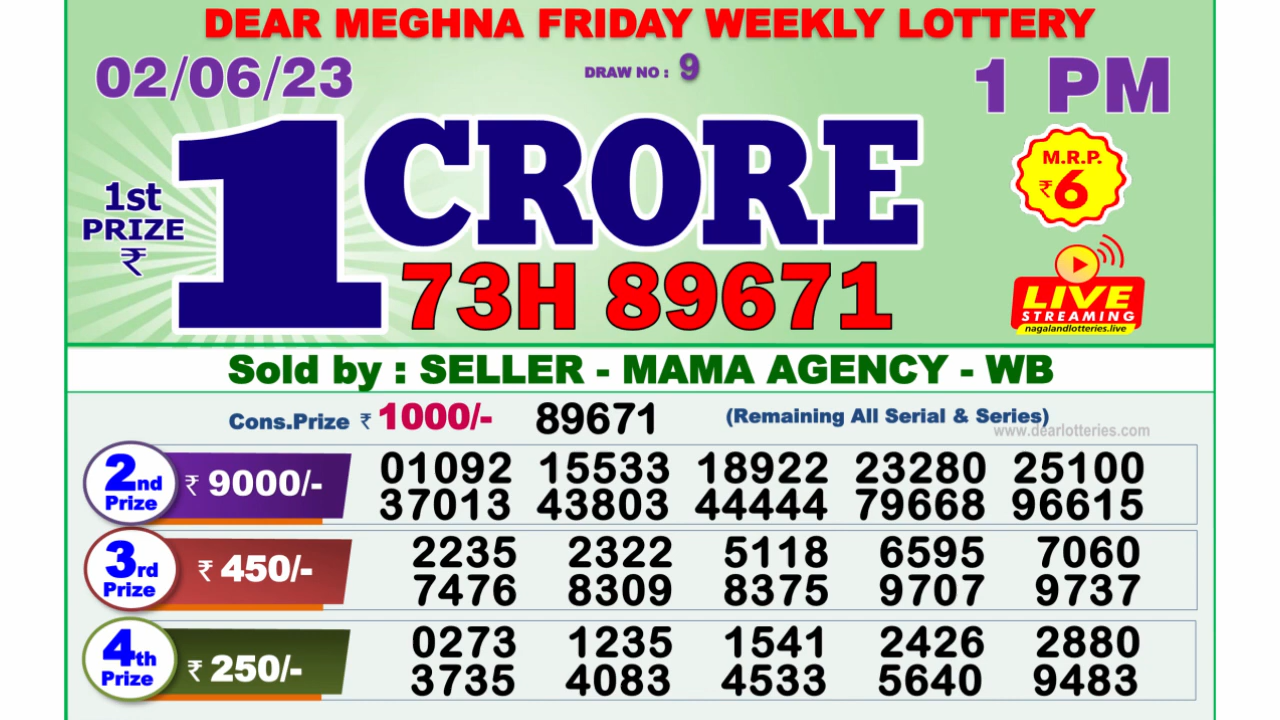 DEAR MEGHNA FRIDAY WEEKLY LOTTERY
02/06/23
DRAW NO : 9
1 PM
1st
PRIZE
₹
1 CRORE
M.R.P.
₹6
73H 89671
LIVE
STREAMING
nagalandlotteries.live
Sold by : SELLER - MAMA AGENCY - WB
Cons.Prize ₹ 1000/- 89671 (Remaining All Serial & Series)
www.dearlotteries.com
2nd Prize ₹ 9000/-
01092 15533 18922 23280 25100
37013 43803 44444 79668 96615
3rd Prize ₹ 450/-
2235 2322 5118 6595 7060
7476 8309 8375 9707 9737
4th Prize ₹ 250/-
0273 1235 1541 2426 2880
3735 4083 4533 5640 9483